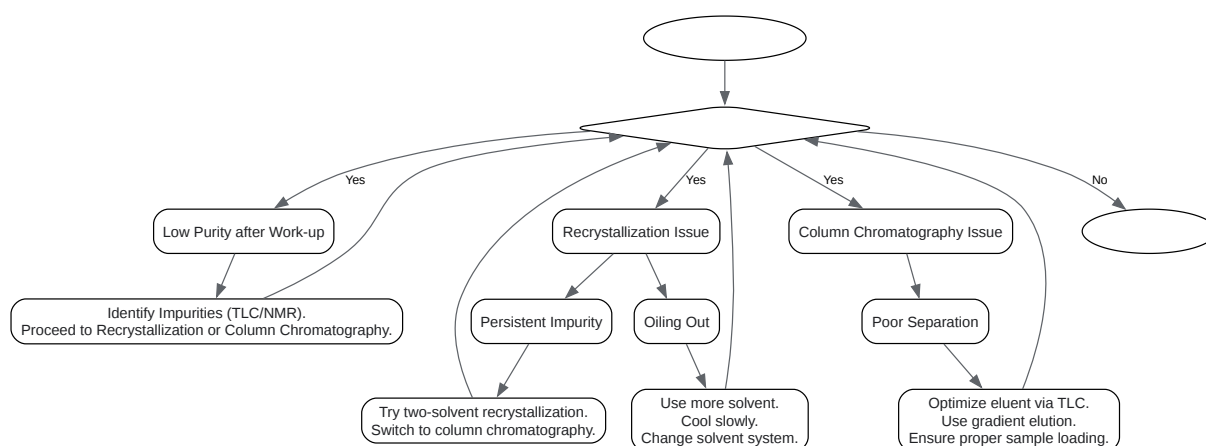 Yes
Yes
Yes
No
Low Purity after Work-up
Recrystallization Issue
Column Chromatography Issue
Identify Impurities (TLC/NMR).
Proceed to Recrystallization or Column Chromatography.
Persistent Impurity
Oiling Out
Poor Separation
Try two-solvent recrystallization.
Switch to column chromatography.
Use more solvent.
Cool slowly.
Change solvent system.
Optimize eluent via TLC.
Use gradient elution.
Ensure proper sample loading.